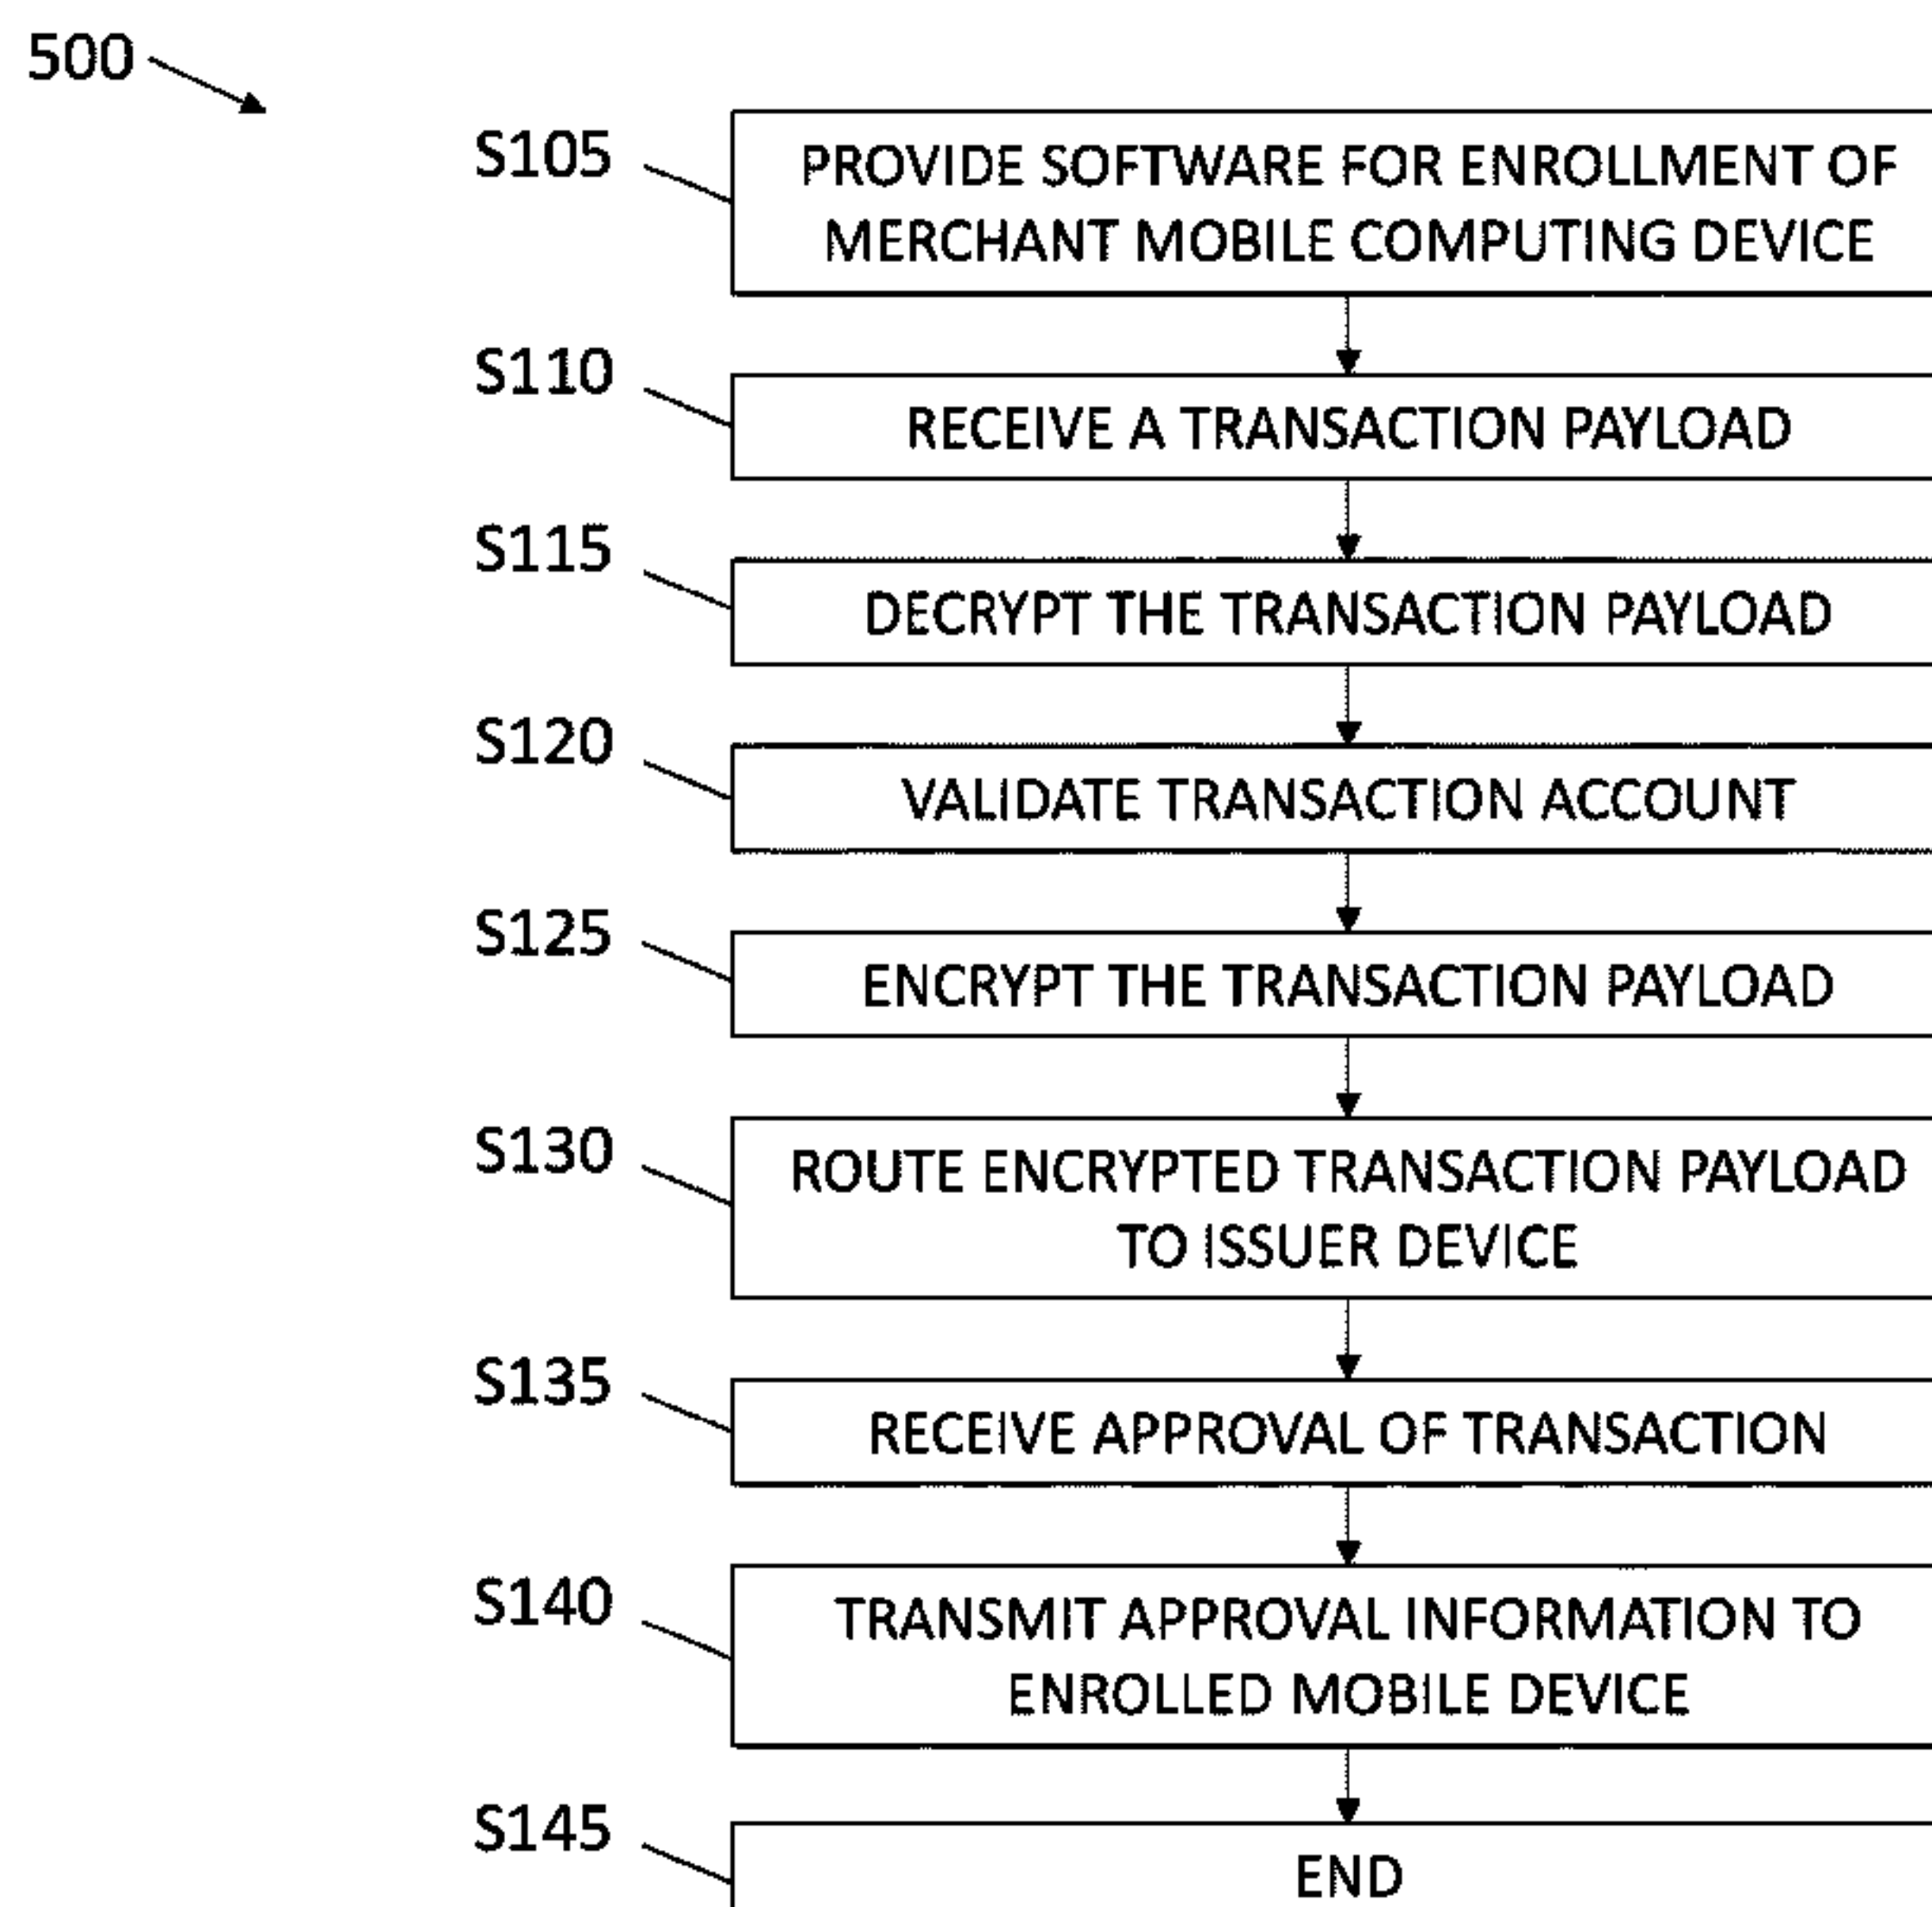 500
S105
PROVIDE SOFTWARE FOR ENROLLMENT OF
MERCHANT MOBILE COMPUTING DEVICE
S110
RECEIVE A TRANSACTION PAYLOAD
S115
DECRYPT THE TRANSACTION PAYLOAD
S120
VALIDATE TRANSACTION ACCOUNT
S125
ENCRYPT THE TRANSACTION PAYLOAD
S130
ROUTE ENCRYPTED TRANSACTION PAYLOAD
TO ISSUER DEVICE
S135
RECEIVE APPROVAL OF TRANSACTION
S140
TRANSMIT APPROVAL INFORMATION TO
ENROLLED MOBILE DEVICE
S145
END